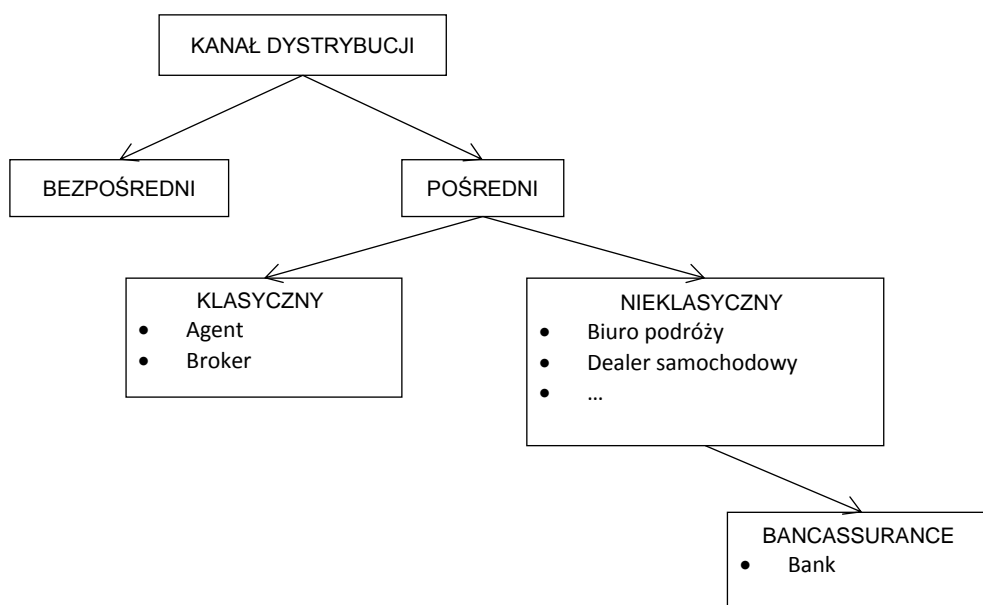 KANAŁ DYSTRYBUCJI
BEZPOŚREDNI
POŚREDNI
KLASYCZNY
• Agent
• Broker
NIEKLASYCZNY
• Biuro podróży
• Dealer samochodowy
• ...
BANCASSURANCE
• Bank